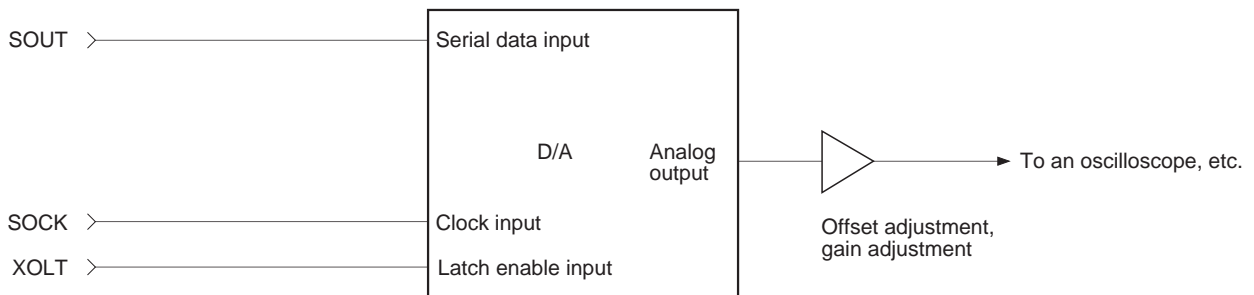 SOUT
Serial data input
D/A
Analog
output
To an oscilloscope, etc.
SOCK
Clock input
Offset adjustment,
gain adjustment
XOLT
Latch enable input